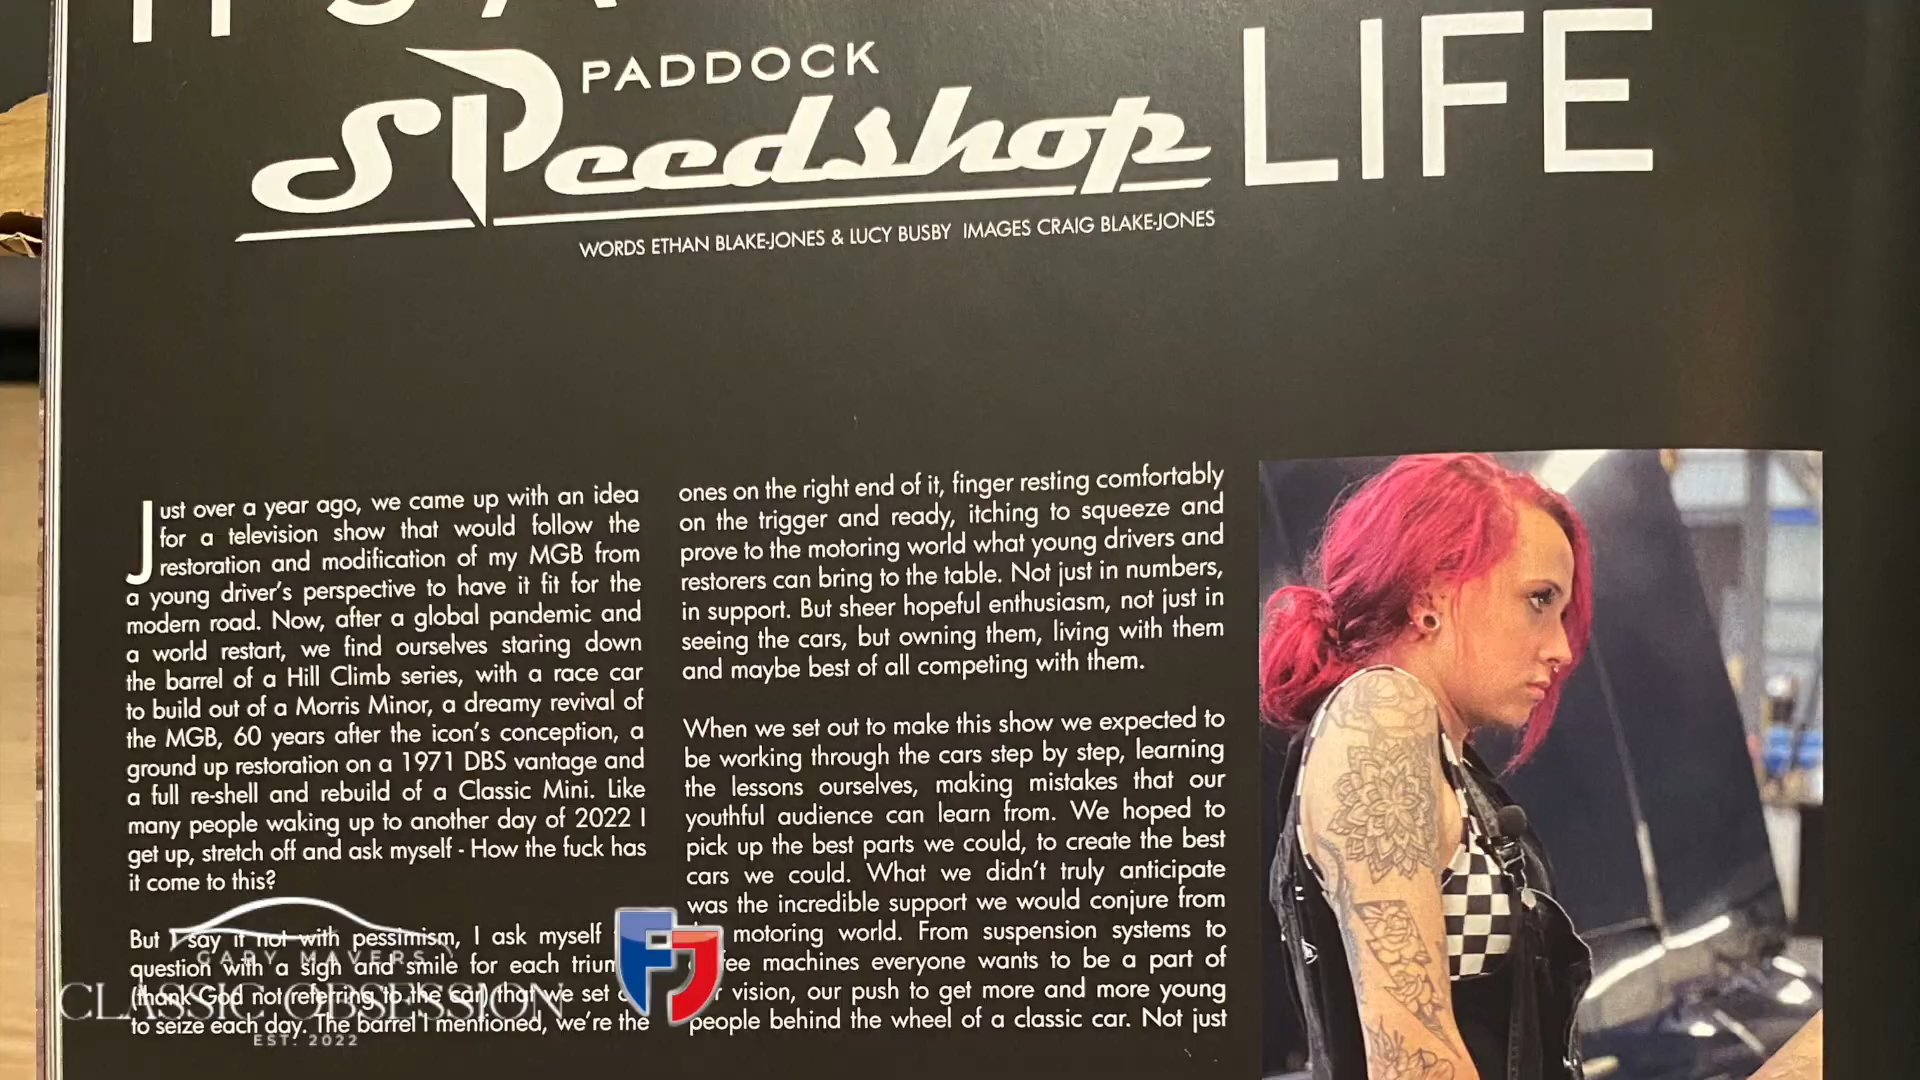 IT'S A
PADDOCK
Speedshop LIFE
WORDS ETHAN BLAKE-JONES & LUCY BUSBY IMAGES CRAIG BLAKE-JONES
Just over a year ago, we came up with an idea
for a television show that would follow the
restoration and modification of my MGB from
a young driver's perspective to have it fit for the
modern road. Now, after a global pandemic and
a world restart, we find ourselves staring down
the barrel of a Hill Climb series, with a race car
to build out of a Morris Minor, a dreamy revival of
the MGB, 60 years after the icon's conception, a
ground up restoration on a 1971 DBS vantage and
a full re-shell and rebuild of a Classic Mini. Like
many people waking up to another day of 2022 I
get up, stretch off and ask myself - How the fuck has
it come to this?
But I say it not with pessimism, I ask myself
question with a sigh and smile for each
(thank God not referring to the car) that we set
to seize each day. The barrel I mentioned, we're the
ones on the right end of it, finger resting comfortably
on the trigger and ready, itching to squeeze and
prove to the motoring world what young drivers and
restorers can bring to the table. Not just in numbers,
in support. But sheer hopeful enthusiasm, not just in
seeing the cars, but owning them, living with them
and maybe best of all competing with them.
When we set out to make this show we expected to
be working through the cars step by step, learning
the lessons ourselves, making mistakes that our
youthful audience can learn from. We hoped to
pick up the best parts we could, to create the best
cars we could. What we didn't truly anticipate
was the incredible support we would conjure from
motoring world. From suspension systems to
machines everyone wants to be a part of
vision, our push to get more and more young
people behind the wheel of a classic car. Not just
GARY MAVERS
CLASSIC OBSESSION
EST. 2022